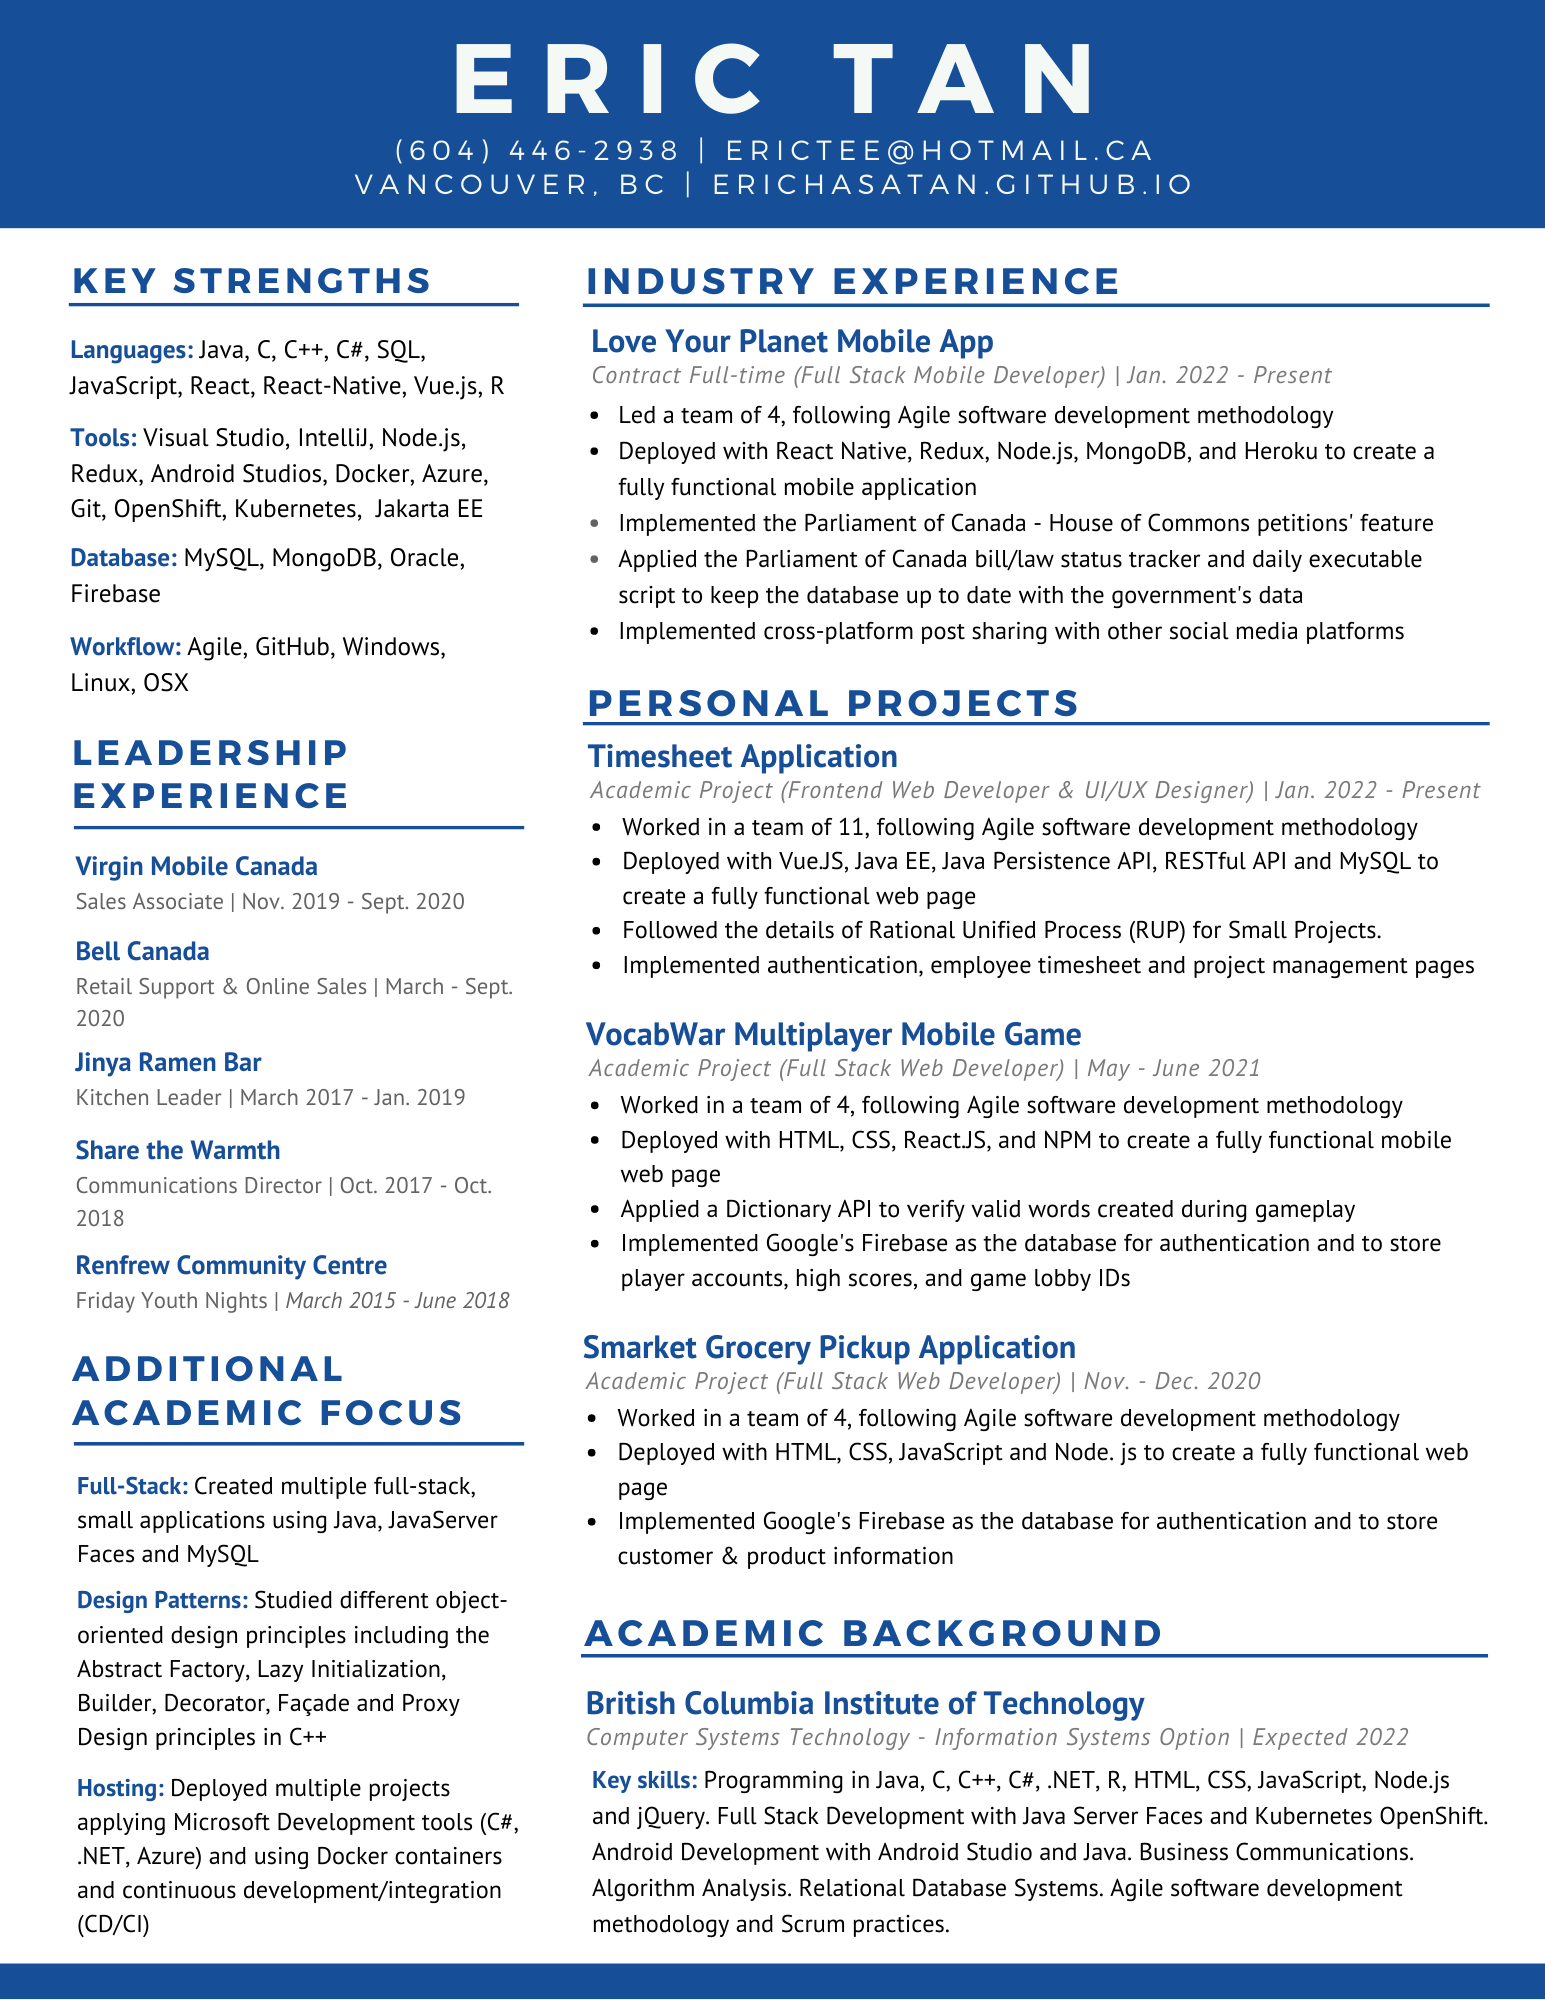 ERIC TAN
(604) 446-2938 | ERICTEE@HOTMAIL.CA
VANCOUVER, BC | ERICHASATAN.GITHUB.IO
KEY STRENGTHS
Languages: Java, C, C++, C#, SQL,
JavaScript, React, React-Native, Vue.js, R
Tools: Visual Studio, IntelliJ, Node.js,
Redux, Android Studios, Docker, Azure,
Git, OpenShift, Kubernetes,  Jakarta EE
Database: MySQL, MongoDB, Oracle,
Firebase
Workflow: Agile, GitHub, Windows,
Linux, OSX
LEADERSHIP
EXPERIENCE
Virgin Mobile Canada
Sales Associate | Nov. 2019 - Sept. 2020
Bell Canada
Retail Support & Online Sales | March - Sept.
2020
Jinya Ramen Bar
Kitchen Leader | March 2017 - Jan. 2019
Share the Warmth
Communications Director | Oct. 2017 - Oct.
2018
Renfrew Community Centre
Friday Youth Nights | March 2015 - June 2018
ADDITIONAL
ACADEMIC FOCUS
Full-Stack: Created multiple full-stack,
small applications using Java, JavaServer
Faces and MySQL
Design Patterns: Studied different object-
oriented design principles including the
Abstract Factory, Lazy Initialization,
Builder, Decorator, Façade and Proxy
Design principles in C++
Hosting: Deployed multiple projects
applying Microsoft Development tools (C#,
.NET, Azure) and using Docker containers
and continuous development/integration
(CD/CI)
INDUSTRY EXPERIENCE
Love Your Planet Mobile App
Contract Full-time (Full Stack Mobile Developer) | Jan. 2022 - Present
• Led a team of 4, following Agile software development methodology
• Deployed with React Native, Redux, Node.js, MongoDB, and Heroku to create a
fully functional mobile application
• Implemented the Parliament of Canada - House of Commons petitions' feature
• Applied the Parliament of Canada bill/law status tracker and daily executable
script to keep the database up to date with the government's data
• Implemented cross-platform post sharing with other social media platforms
PERSONAL PROJECTS
Timesheet Application
Academic Project (Frontend Web Developer & UI/UX Designer) | Jan. 2022 - Present
• Worked in a team of 11, following Agile software development methodology
• Deployed with Vue.JS, Java EE, Java Persistence API, RESTful API and MySQL to
create a fully functional web page
• Followed the details of Rational Unified Process (RUP) for Small Projects.
• Implemented authentication, employee timesheet and project management pages
VocabWar Multiplayer Mobile Game
Academic Project (Full Stack Web Developer) | May - June 2021
• Worked in a team of 4, following Agile software development methodology
• Deployed with HTML, CSS, React.JS, and NPM to create a fully functional mobile
web page
• Applied a Dictionary API to verify valid words created during gameplay
• Implemented Google's Firebase as the database for authentication and to store
player accounts, high scores, and game lobby IDs
Smarket Grocery Pickup Application
Academic Project (Full Stack Web Developer) | Nov. - Dec. 2020
• Worked in a team of 4, following Agile software development methodology
• Deployed with HTML, CSS, JavaScript and Node. js to create a fully functional web
page
• Implemented Google's Firebase as the database for authentication and to store
customer & product information
ACADEMIC BACKGROUND
British Columbia Institute of Technology
Computer Systems Technology - Information Systems Option | Expected 2022
Key skills: Programming in Java, C, C++, C#, .NET, R, HTML, CSS, JavaScript, Node.js
and jQuery. Full Stack Development with Java Server Faces and Kubernetes OpenShift.
Android Development with Android Studio and Java. Business Communications.
Algorithm Analysis. Relational Database Systems. Agile software development
methodology and Scrum practices.